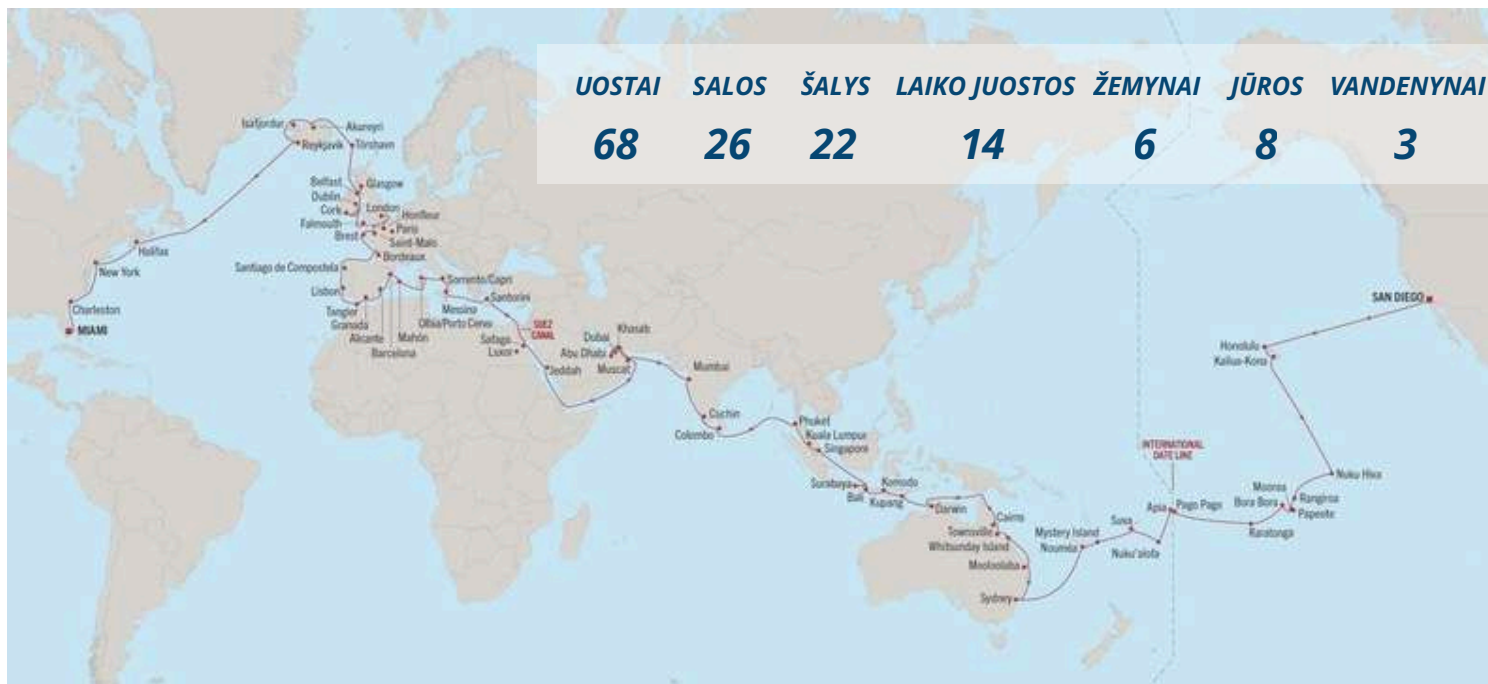 UOSTAI SALOS ŠALYS LAIKO JUOSTOS ŽEMYNAI JŪROS VANDENYNAI
68 26 22 14 6 8 3
Isafjordur
Akureyri
Reykjavik
Tórshavn
Belfast
Glasgow
Dublin
London
Cork
Honfleur
Falmouth
Paris
Brest
Saint-Malo
Bordeaux
Halifax
New York
Santiago de Compostela
Charleston
MIAMI
Lisbon
Tangier
Granada
Alicante
Barcelona
Mahón
Olbia/Porto Cervo
Messina
Sorrento/Capri
Santorini
SUEZ
CANAL
Safaga
Luxor
Jeddah
Dubai
Khasab
Abu Dhabi
Muscat
Mumbai
Cochin
Colombo
Phuket
Kuala Lumpur
Singapore
Surabaya
Komodo
Bali
Kupang
Darwin
Cairns
Townsville
Whitsunday Island
Mooloolaba
Sydney
Mystery Island
Nouméa
Suva
Nuku'alofa
INTERNATIONAL
DATE LINE
Apia
Pago Pago
Raratonga
Moorea
Bora Bora
Rangiroa
Papeete
Nuku Hiva
Honolulu
Kailua-Kona
SAN DIEGO